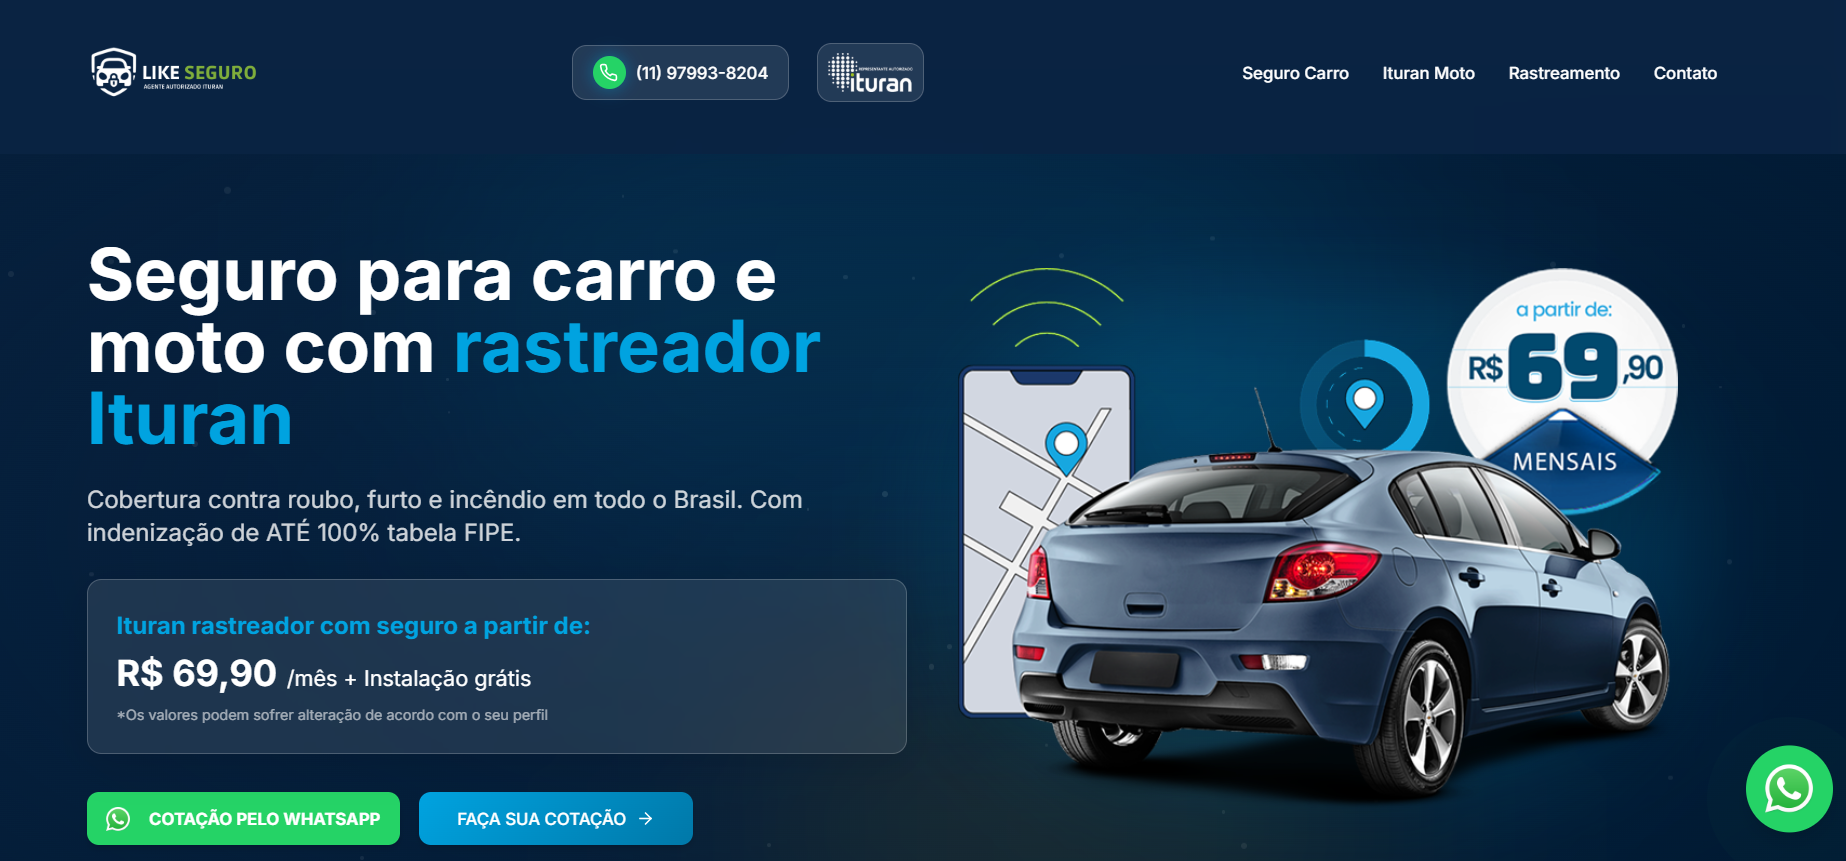 LIKE SEGURO
AGENTE AUTORIZADO ITURAN
(11) 97993-8204
REPRESENTANTE AUTORIZADO
ituran
Seguro Carro
Ituran Moto
Rastreamento
Contato
Seguro para carro e
moto com rastreador
Ituran
Cobertura contra roubo, furto e incêndio em todo o Brasil. Com
indenização de ATÉ 100% tabela FIPE.
Ituran rastreador com seguro a partir de:
R$ 69,90 /mês + Instalação grátis
*Os valores podem sofrer alteração de acordo com o seu perfil
COTAÇÃO PELO WHATSAPP
FAÇA SUA COTAÇÃO →
a partir de:
R$ 69,90
MENSAIS